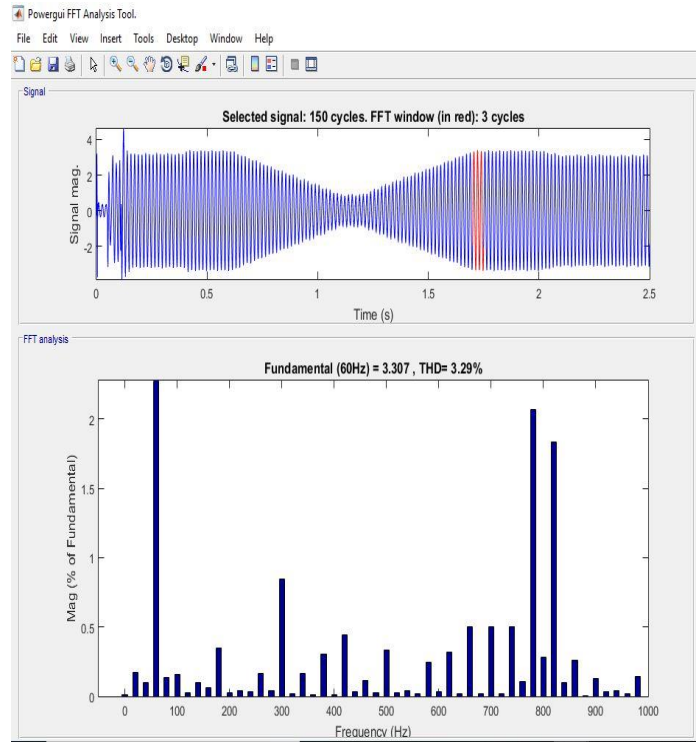 Powergui FFT Analysis Tool.
File Edit View Insert Tools Desktop Window Help
Signal
Selected signal: 150 cycles. FFT window (in red): 3 cycles
Signal mag.
4
2
0
-2
0 0.5 1 1.5 2 2.5
Time (s)
FFT analysis
Fundamental (60Hz) = 3.307 , THD= 3.29%
Mag (% of Fundamental)
2
1.5
1
0.5
0
0 100 200 300 400 500 600 700 800 900 1000
Frequency (Hz)